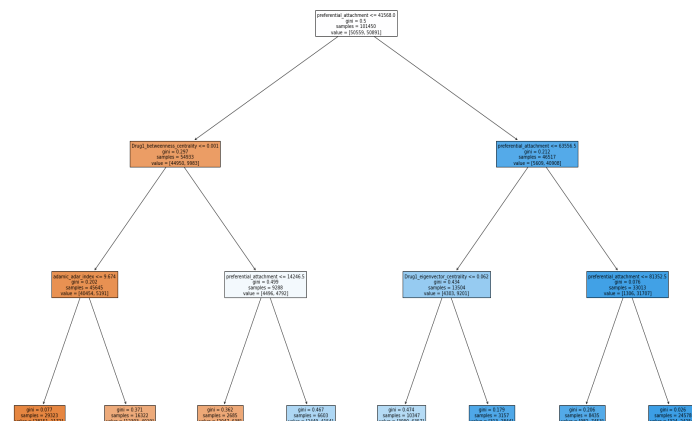 preferential_attachment <= 41568.0
gini = 0.5
samples = 101450
value = [50559, 50891]
Drug1_betweenness_centrality <= 0.001
gini = 0.297
samples = 54933
value = [44950, 9983]
preferential_attachment <= 63556.5
gini = 0.212
samples = 46517
value = [5609, 40908]
adamic_adar_index <= 9.674
gini = 0.202
samples = 45645
value = [40454, 5191]
preferential_attachment <= 14246.5
gini = 0.499
samples = 9288
value = [4496, 4792]
Drug1_eigenvector_centrality <= 0.062
gini = 0.434
samples = 13504
value = [4303, 9201]
preferential_attachment <= 81352.5
gini = 0.076
samples = 33013
value = [1306, 31707]
gini = 0.077
samples = 29323
gini = 0.371
samples = 16322
gini = 0.362
samples = 2685
gini = 0.467
samples = 6603
gini = 0.474
samples = 10347
gini = 0.179
samples = 3157
gini = 0.206
samples = 8435
gini = 0.026
samples = 24578